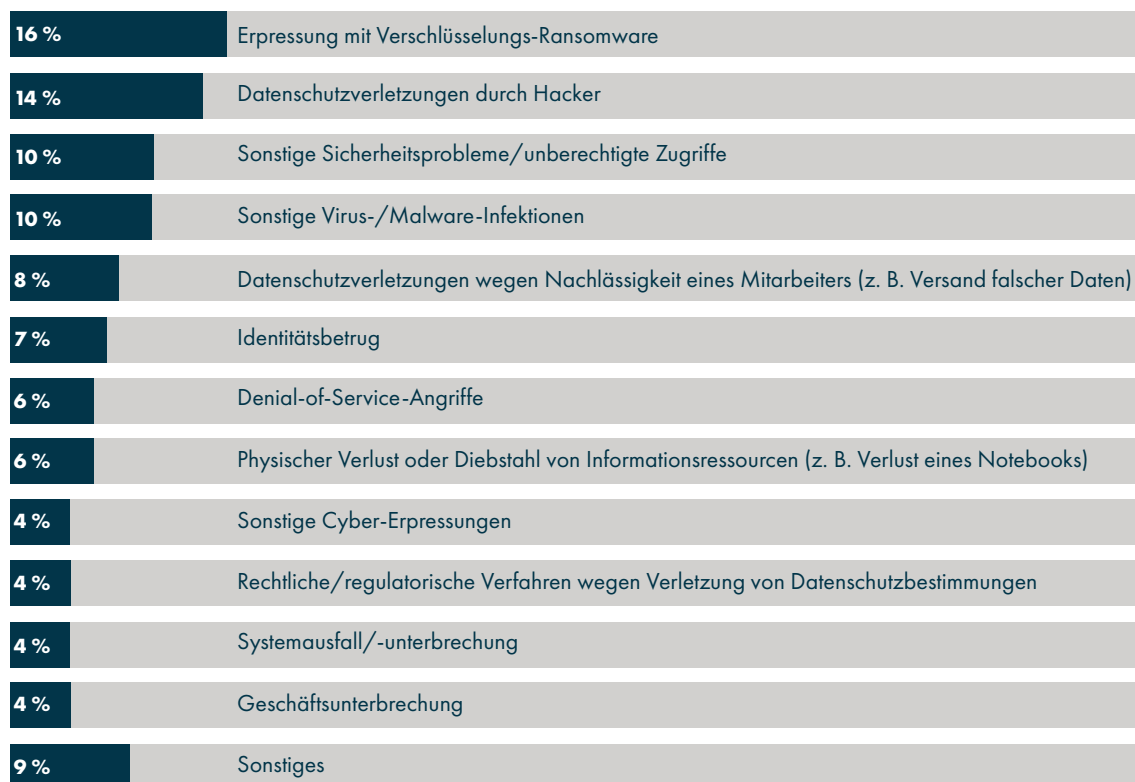 16 % Erpressung mit Verschlüsselungs-Ransomware
14 % Datenschutzverletzungen durch Hacker
10 % Sonstige Sicherheitsprobleme/unberechtigte Zugriffe
10 % Sonstige Virus-/Malware-Infektionen
8 % Datenschutzverletzungen wegen Nachlässigkeit eines Mitarbeiters (z. B. Versand falscher Daten)
7 % Identitätsbetrug
6 % Denial-of-Service-Angriffe
6 % Physischer Verlust oder Diebstahl von Informationsressourcen (z. B. Verlust eines Notebooks)
4 % Sonstige Cyber-Erpressungen
4 % Rechtliche/regulatorische Verfahren wegen Verletzung von Datenschutzbestimmungen
4 % Systemausfall/-unterbrechung
4 % Geschäftsunterbrechung
9 % Sonstiges